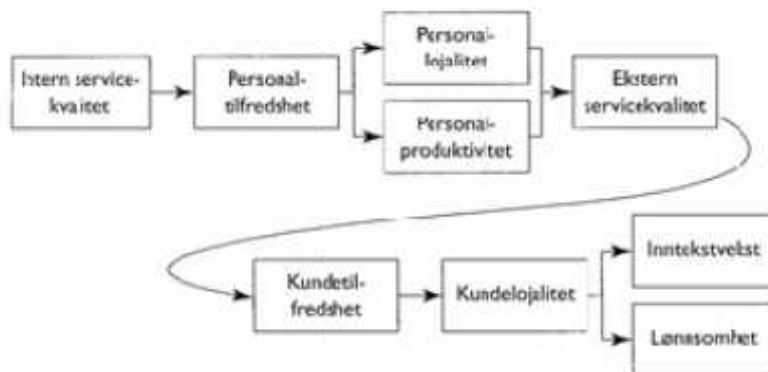 Intern service-
kvalitet
Personal-
tilfredshet
Personal-
lojalitet
Personal-
produktivitet
Ekstern
servicekvalitet
Kundetil-
fredshet
Kundelojalitet
Inntekstvekst
Lønnsomhet